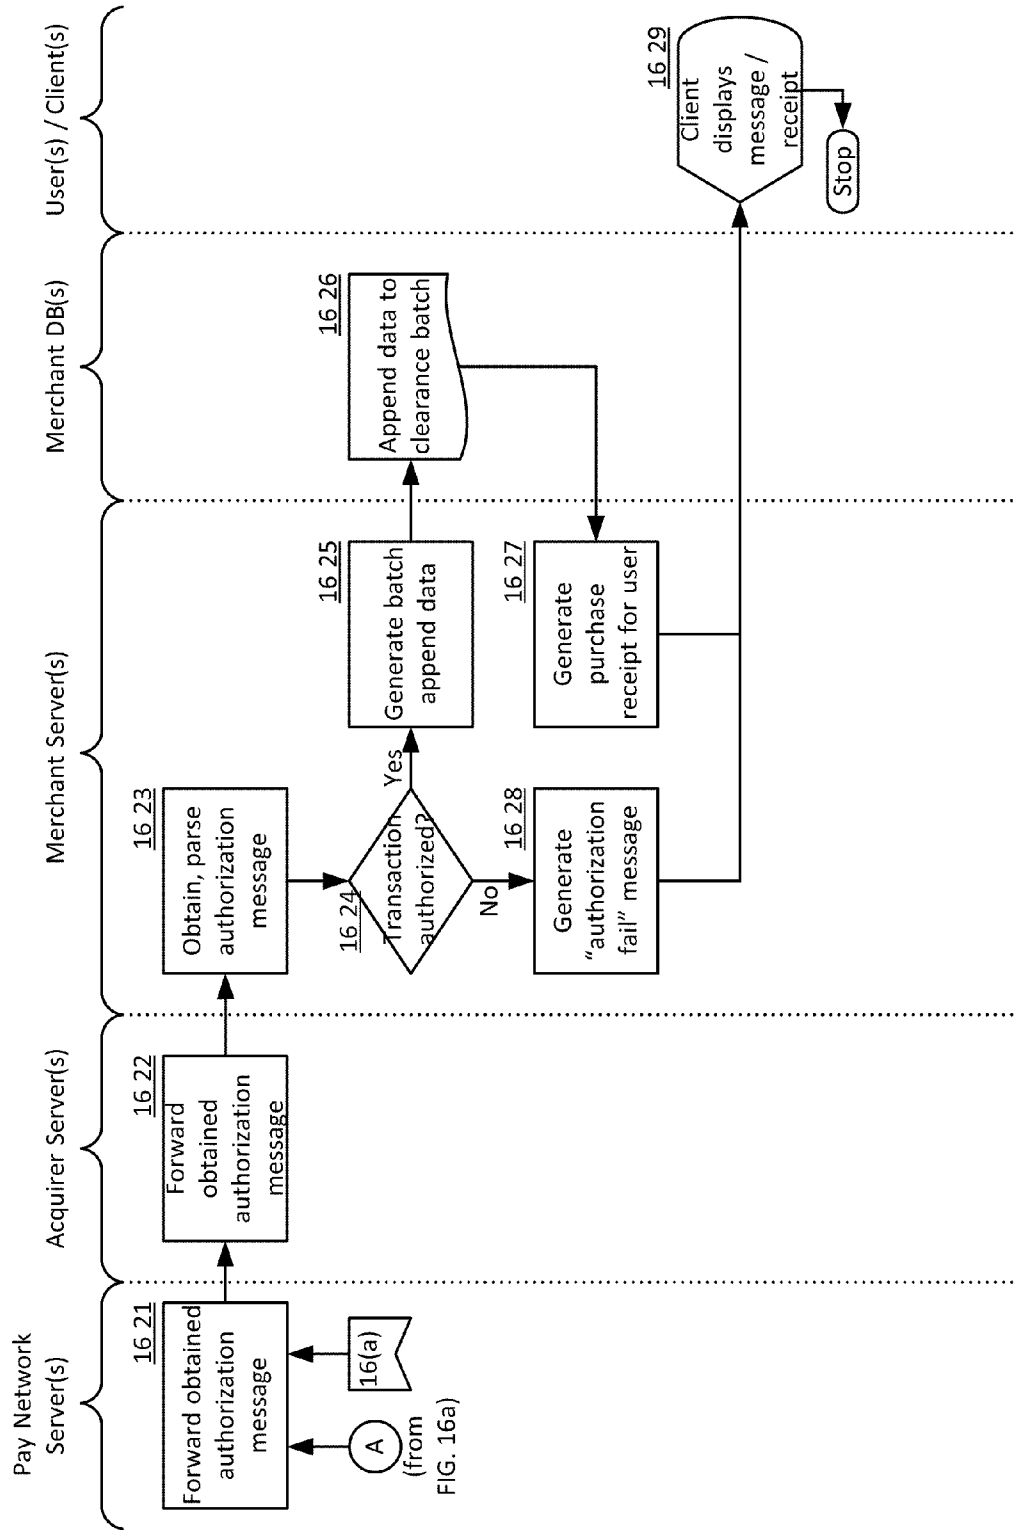 Pay Network
Server(s)
Acquirer Server(s)
Merchant Server(s)
Merchant DB(s)
User(s) / Client(s)
16 21
Forward obtained
authorization
message
A
(from
FIG. 16a)
16(a)
16 22
Forward
obtained
authorization
message
16 23
Obtain, parse
authorization
message
16 24
Transaction
authorized?
Yes
No
16 25
Generate batch
append data
16 26
Append data to
clearance batch
16 27
Generate
purchase
receipt for user
16 28
Generate
“authorization
fail” message
16 29
Client
displays
message /
receipt
Stop